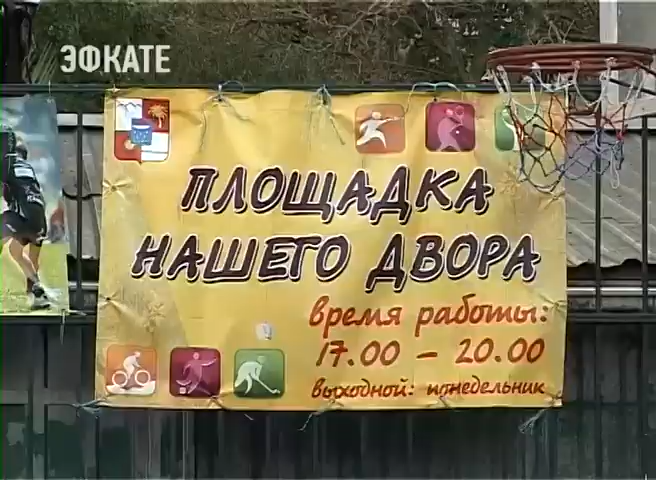 ЭФКАТЕ
ПЛОЩАДКА
НАШЕГО ДВОРА
время работы:
17.00 - 20.00
выходной: понедельник